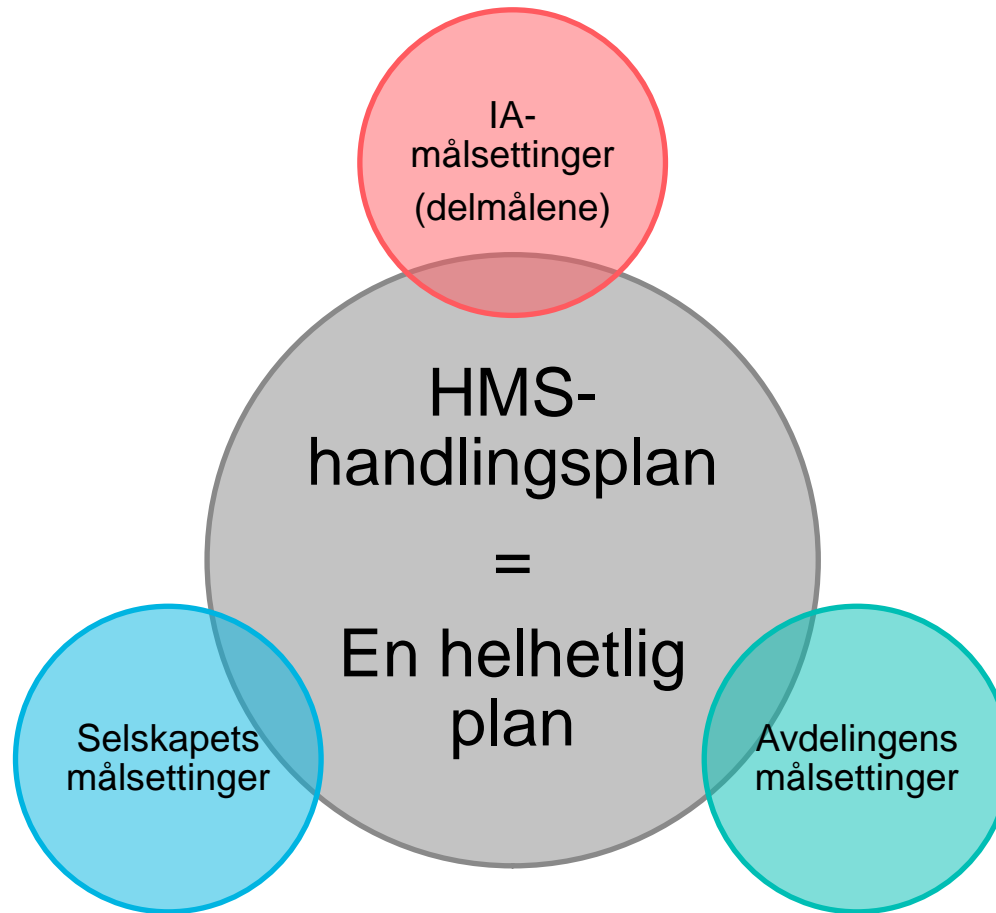 IA-
målsettinger
(delmålene)
HMS-
handlingsplan
=
En helhetlig
plan
Selskapets
målsettinger
Avdelingens
målsettinger